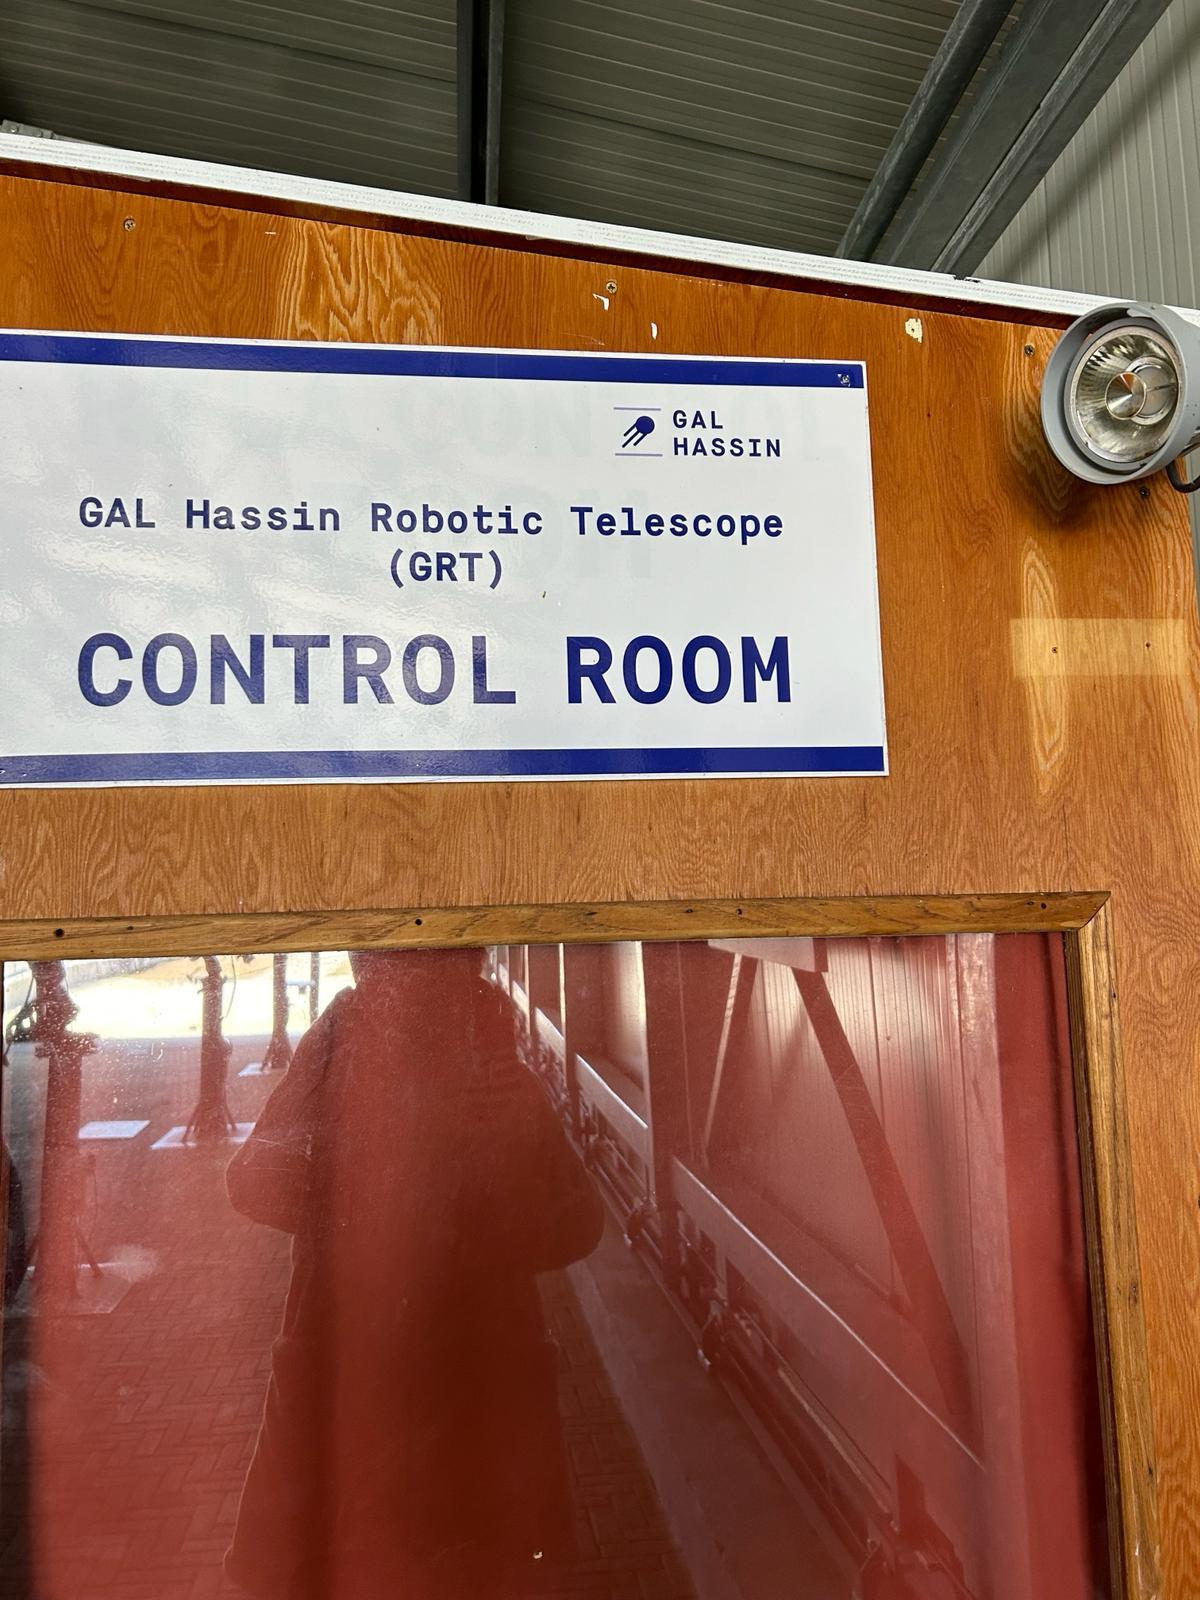 GAL
HASSIN
GAL Hassin Robotic Telescope
(GRT)
CONTROL ROOM